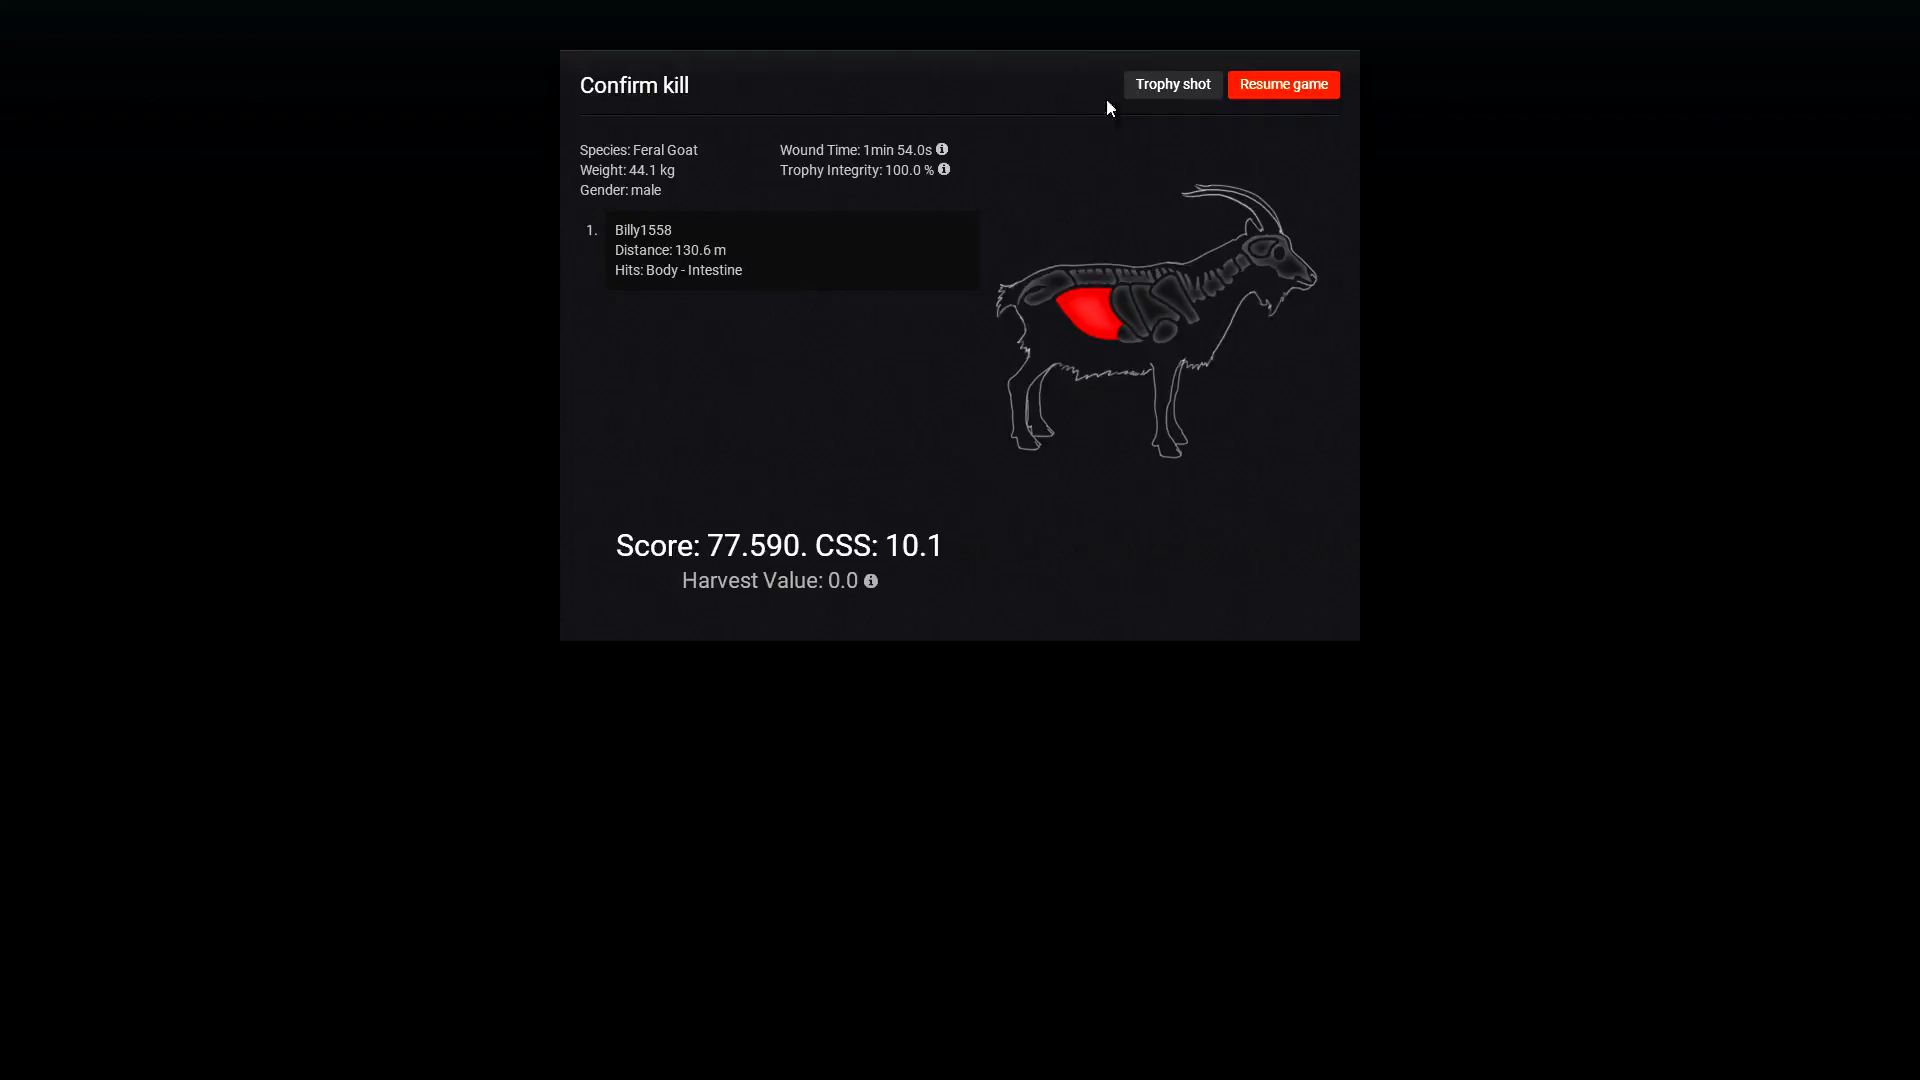 Confirm kill
Trophy shot
Resume game
Species: Feral Goat
Weight: 44.1 kg
Gender: male
Wound Time: 1min 54.0s
Trophy Integrity: 100.0 %
1.
Billy1558
Distance: 130.6 m
Hits: Body - Intestine
Score: 77.590. CSS: 10.1
Harvest Value: 0.0